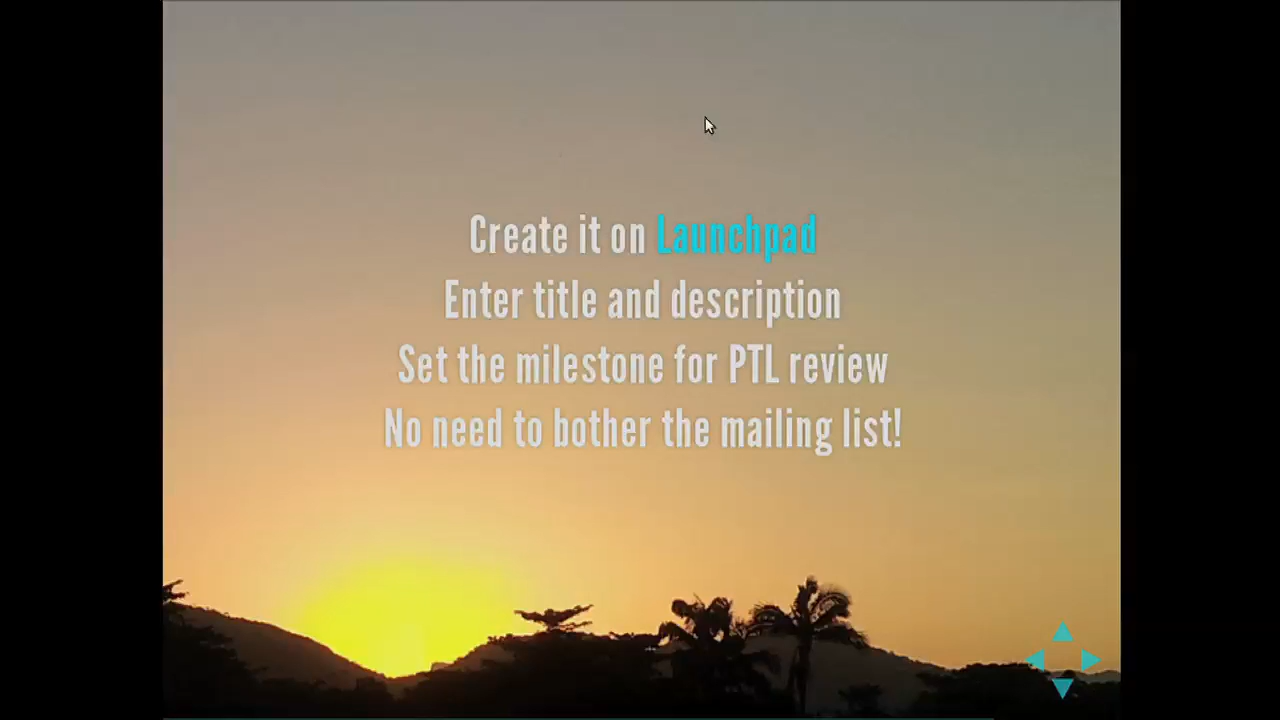 Create it on Launchpad
Enter title and description
Set the milestone for PTL review
No need to bother the mailing list!